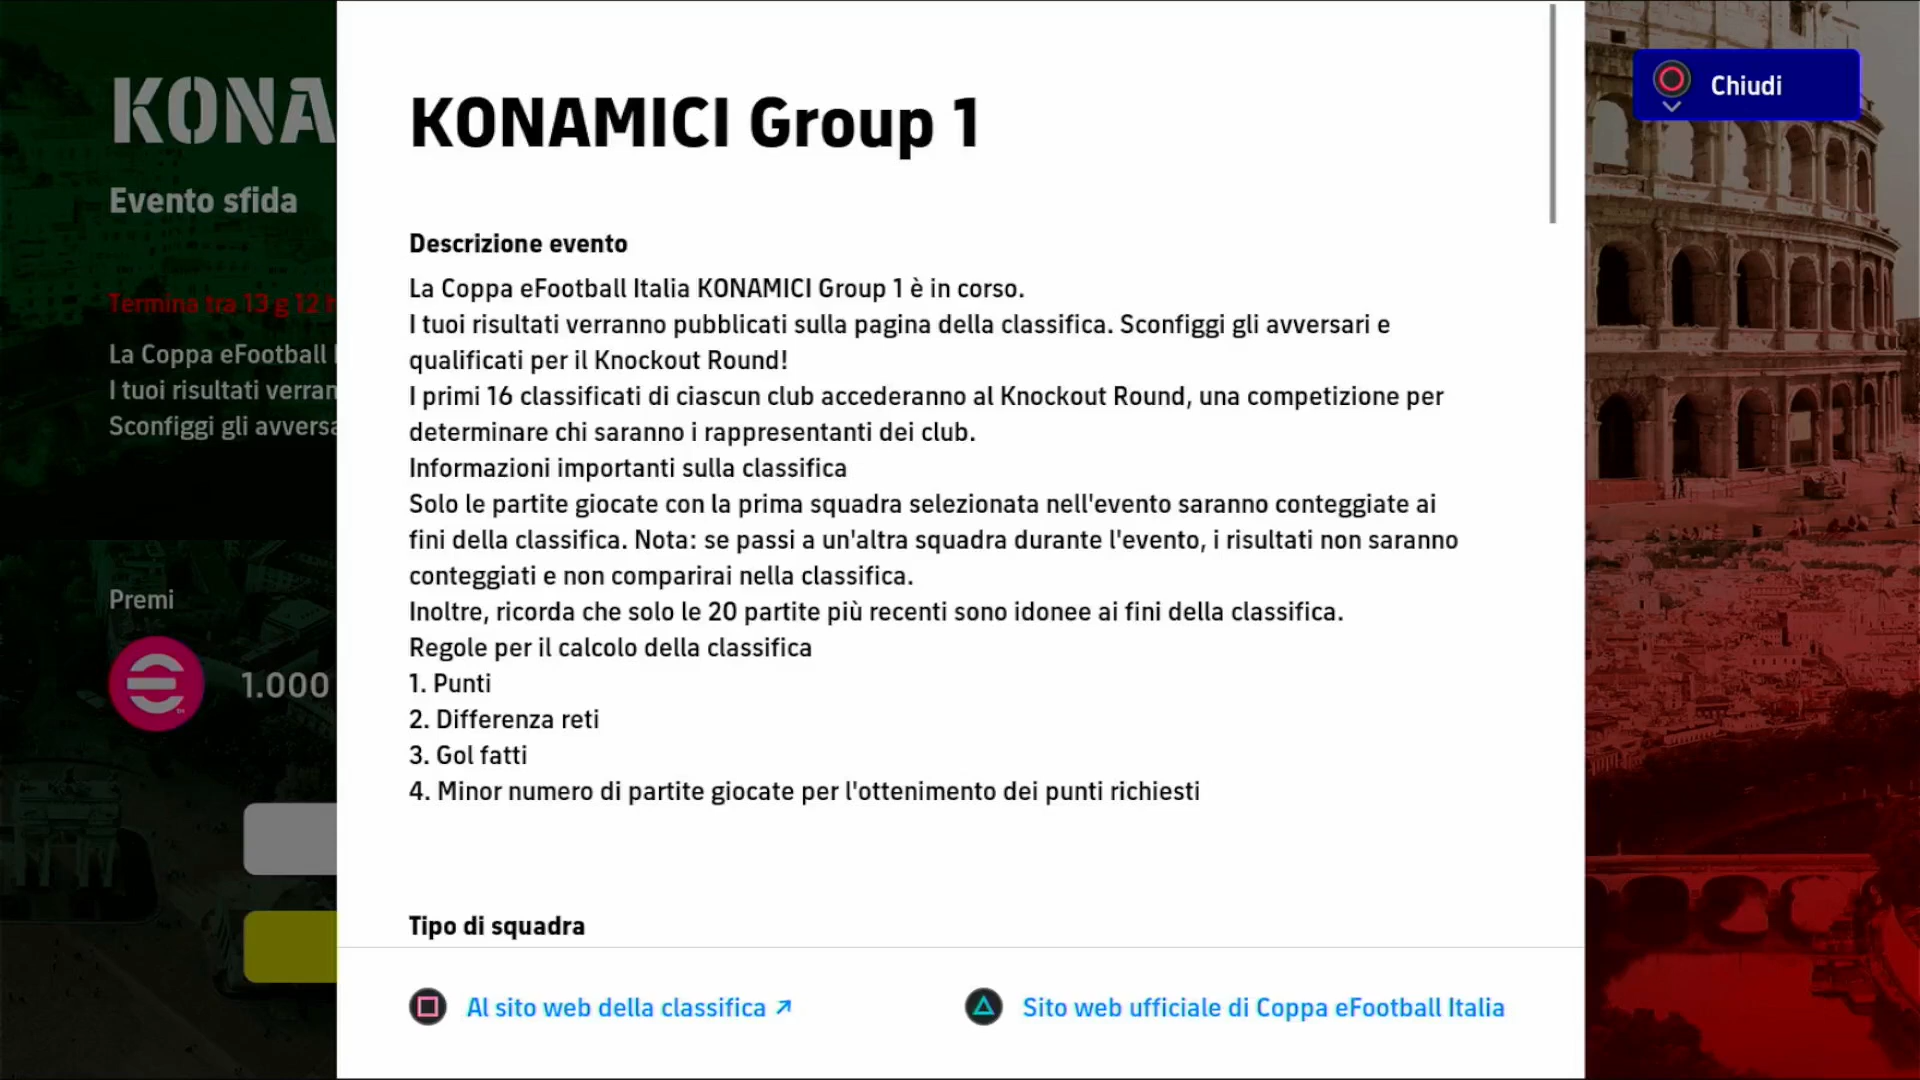 KONA
Evento sfida
Termina tra 13 g 12 h
La Coppa eFootball
I tuoi risultati verran
Sconfiggi gli avversa
Premi
1.000
KONAMICI Group 1
Descrizione evento
La Coppa eFootball Italia KONAMICI Group 1 è in corso.
I tuoi risultati verranno pubblicati sulla pagina della classifica. Sconfiggi gli avversari e
qualificati per il Knockout Round!
I primi 16 classificati di ciascun club accederanno al Knockout Round, una competizione per
determinare chi saranno i rappresentanti dei club.
Informazioni importanti sulla classifica
Solo le partite giocate con la prima squadra selezionata nell'evento saranno conteggiate ai
fini della classifica. Nota: se passi a un'altra squadra durante l'evento, i risultati non saranno
conteggiati e non comparirai nella classifica.
Inoltre, ricorda che solo le 20 partite più recenti sono idonee ai fini della classifica.
Regole per il calcolo della classifica
1. Punti
2. Differenza reti
3. Gol fatti
4. Minor numero di partite giocate per l'ottenimento dei punti richiesti
Tipo di squadra
Al sito web della classifica ↗
Sito web ufficiale di Coppa eFootball Italia
Chiudi